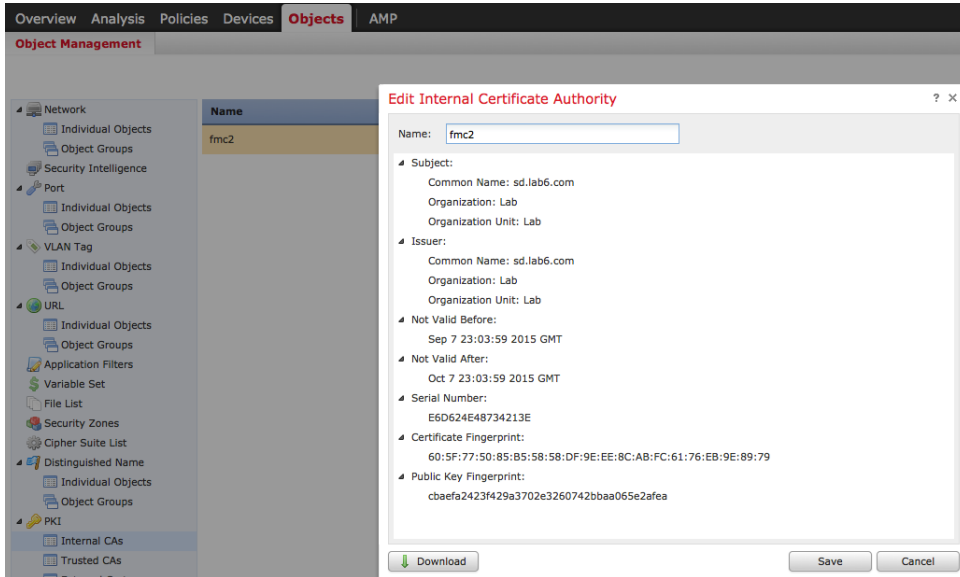 Overview Analysis Policies Devices Objects AMP
Object Management
Network
Individual Objects
Object Groups
Security Intelligence
Port
Individual Objects
Object Groups
VLAN Tag
Individual Objects
Object Groups
URL
Individual Objects
Object Groups
Application Filters
Variable Set
File List
Security Zones
Cipher Suite List
Distinguished Name
Individual Objects
Object Groups
PKI
Internal CAs
Trusted CAs
Name
fmc2
Edit Internal Certificate Authority ? ×
Name: fmc2
Subject:
Common Name: sd.lab6.com
Organization: Lab
Organization Unit: Lab
Issuer:
Common Name: sd.lab6.com
Organization: Lab
Organization Unit: Lab
Not Valid Before:
Sep 7 23:03:59 2015 GMT
Not Valid After:
Oct 7 23:03:59 2015 GMT
Serial Number:
E6D624E48734213E
Certificate Fingerprint:
60:5F:77:50:85:B5:58:58:DF:9E:EE:8C:AB:FC:61:76:EB:9E:89:79
Public Key Fingerprint:
cbaefa2423f429a3702e3260742bbaa065e2afea
Download Save Cancel